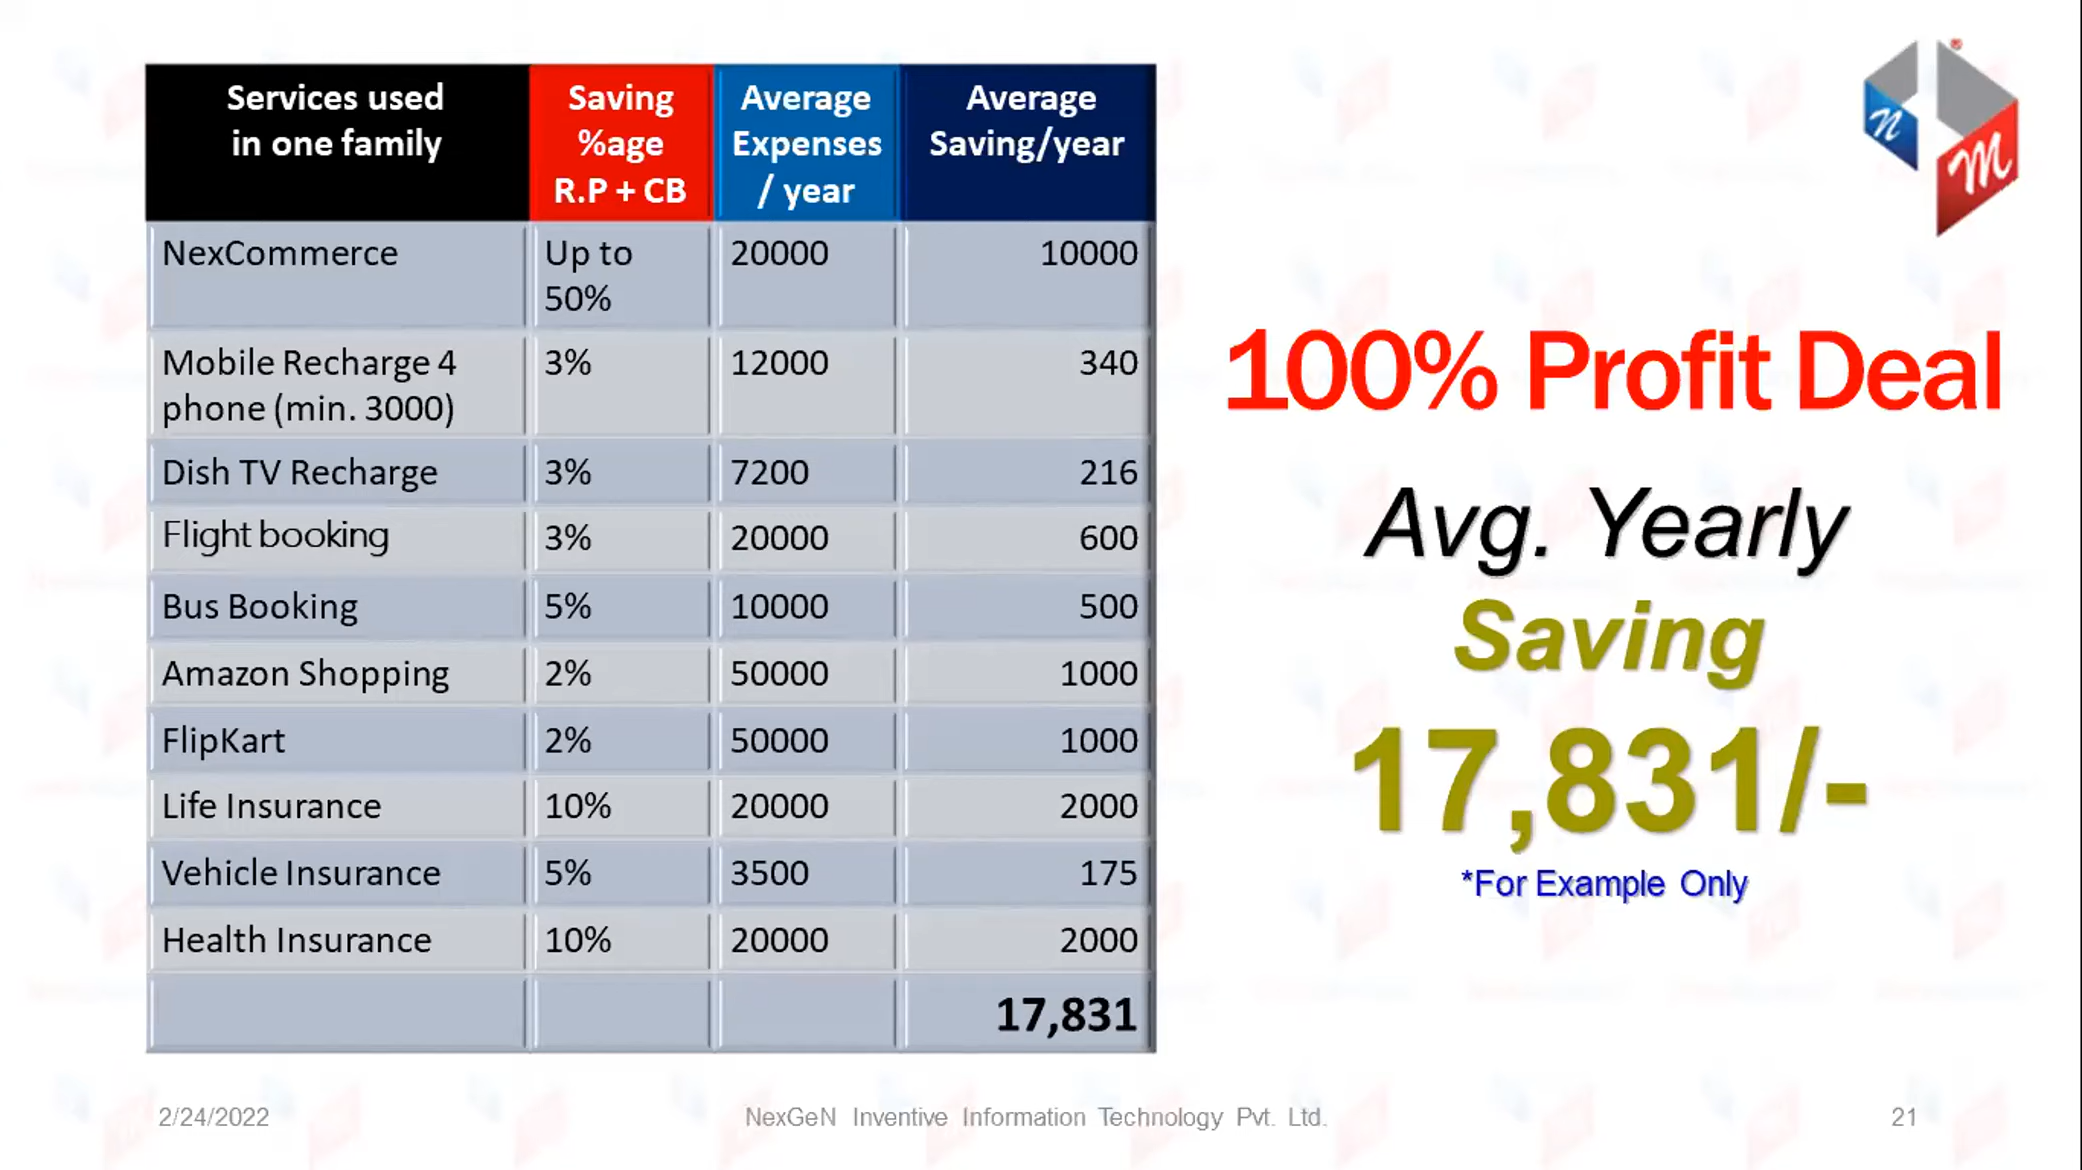 Services used
in one family
Saving
%age
R.P + CB
Average
Expenses
/ year
Average
Saving/year
NexCommerce
Up to
50%
20000
10000
Mobile Recharge 4
phone (min. 3000)
3%
12000
340
Dish TV Recharge
3%
7200
216
Flight booking
3%
20000
600
Bus Booking
5%
10000
500
Amazon Shopping
2%
50000
1000
FlipKart
2%
50000
1000
Life Insurance
10%
20000
2000
Vehicle Insurance
5%
3500
175
Health Insurance
10%
20000
2000
17,831
n
m
®
100% Profit Deal
Avg. Yearly
Saving
17,831/-
*For Example Only
2/24/2022
NexGeN Inventive Information Technology Pvt. Ltd.
21